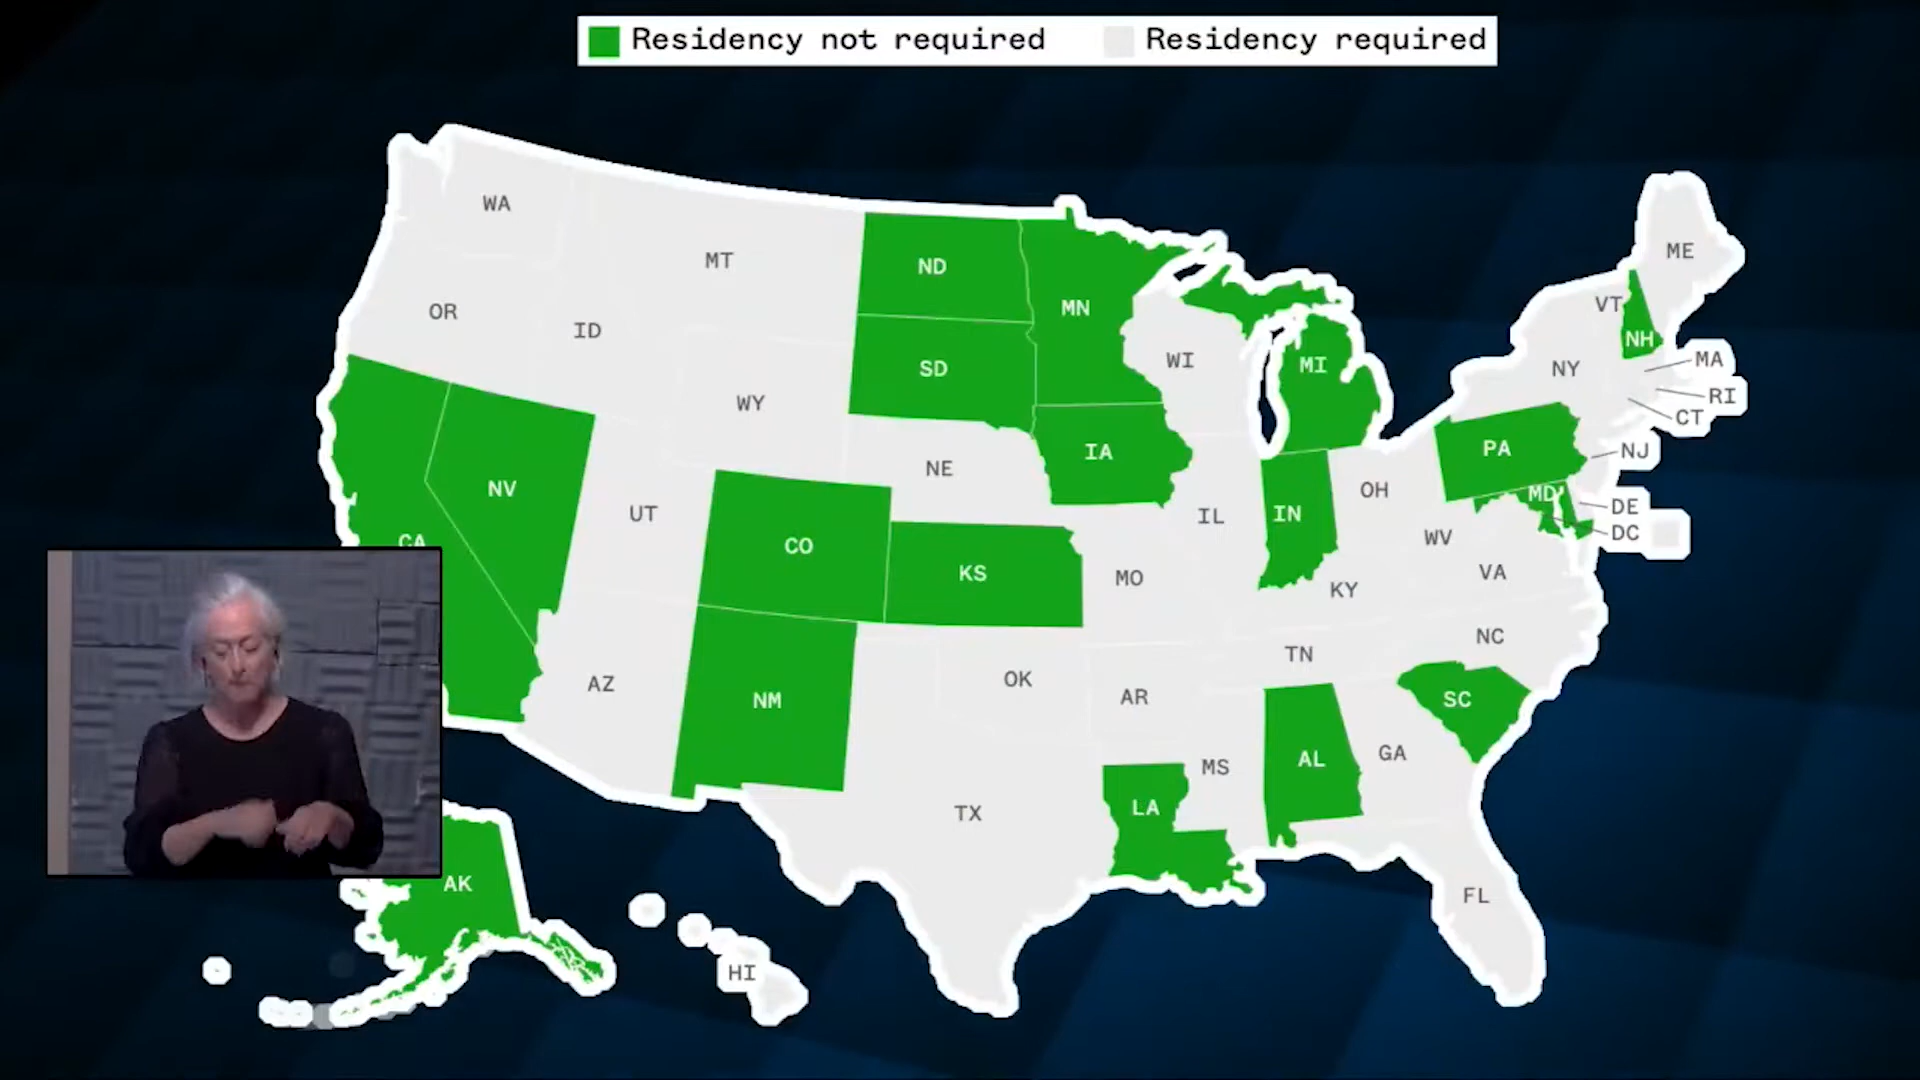 Residency not required
Residency required
WA
ME
MT
ND
VT
MN
OR
ID
NH
WI
MA
MI
SD
NY
RI
WY
CT
PA
IA
NJ
NE
NV
OH
MD
DE
UT
IN
IL
DC
WV
CA
CO
KS
VA
MO
KY
NC
TN
OK
AZ
AR
SC
NM
GA
AL
MS
LA
TX
AK
FL
HI